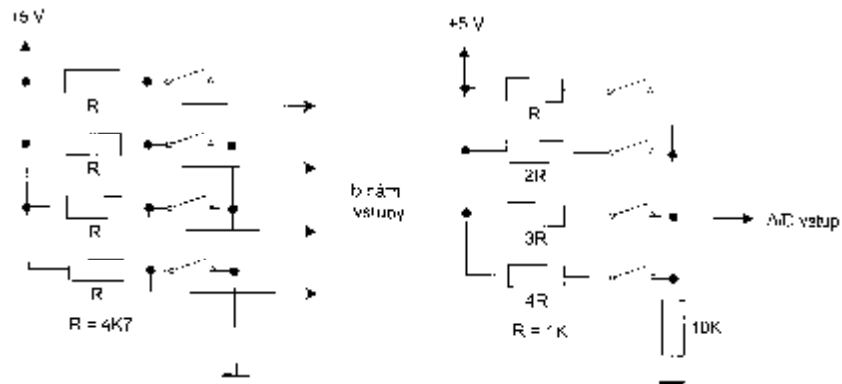 +5 V
R
R
R
R
R = 4K7
binární
vstupy
+5 V
R
2R
3R
4R
R = 1K
10K
A/D vstup